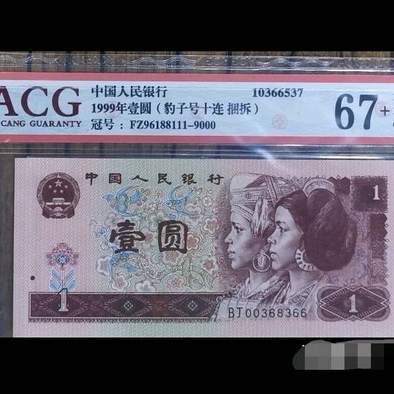 ACG
CANG GUARANTY
中国人民银行 10366537
1999年壹圆（豹子号十连 捆拆）
冠号：FZ96188111-9000
67+
中国人民银行
1
壹圆
1
1
BJ00368366